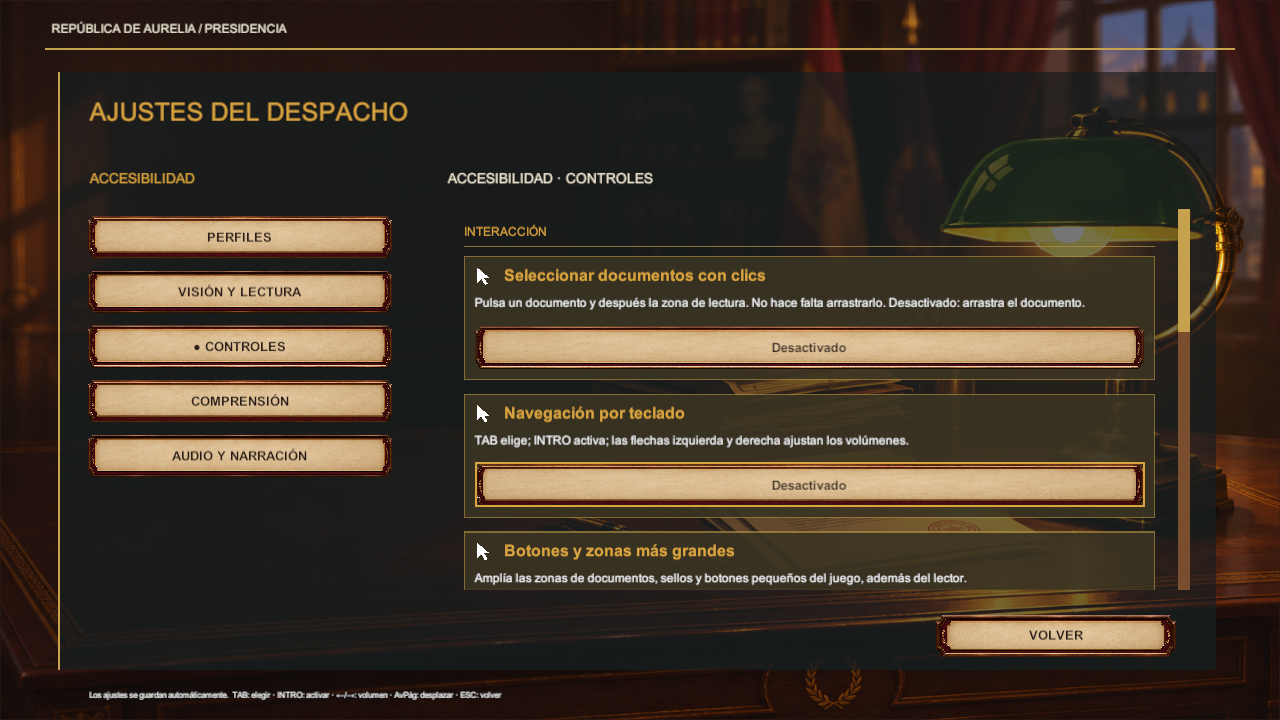 REPÚBLICA DE AURELIA / PRESIDENCIA
AJUSTES DEL DESPACHO
ACCESIBILIDAD
PERFILES
VISIÓN Y LECTURA
● CONTROLES
COMPRENSIÓN
AUDIO Y NARRACIÓN
ACCESIBILIDAD · CONTROLES
INTERACCIÓN
Seleccionar documentos con clics
Pulsa un documento y después la zona de lectura. No hace falta arrastrarlo. Desactivado: arrastra el documento.
Desactivado
Navegación por teclado
TAB elige; INTRO activa; las flechas izquierda y derecha ajustan los volúmenes.
Desactivado
Botones y zonas más grandes
Amplía las zonas de documentos, sellos y botones pequeños del juego, además del lector.
VOLVER
Los ajustes se guardan automáticamente. TAB: elegir · INTRO: activar · ←/→: volumen · AvPág: desplazar · ESC: volver